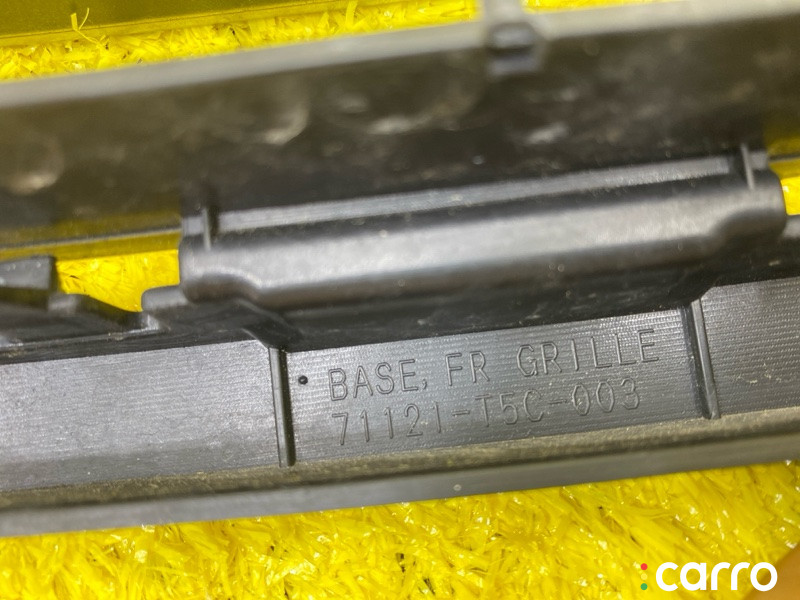 BASE, FR GRILLE
71121-T5C-003
carro